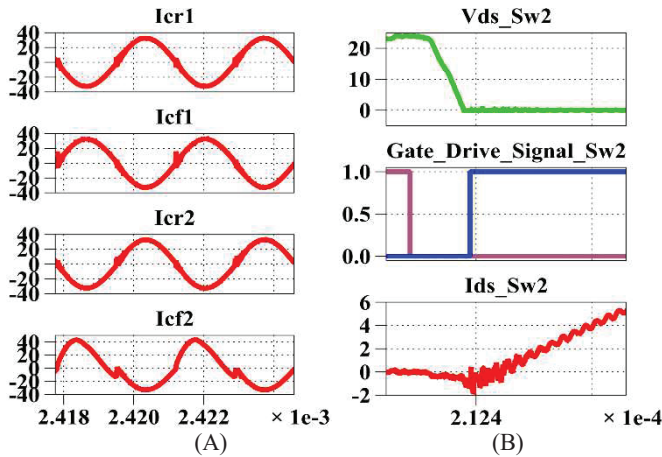 Icr1
40
20
0
-20
-40
Icf1
40
20
0
-20
-40
Icr2
40
20
0
-20
-40
Icf2
40
20
0
-20
-40
2.418 2.420 2.422 × 1e-3
(A)
Vds_Sw2
20
10
0
Gate_Drive_Signal_Sw2
1.0
0.5
0.0
Ids_Sw2
6
4
2
0
-2
2.124 × 1e-4
(B)